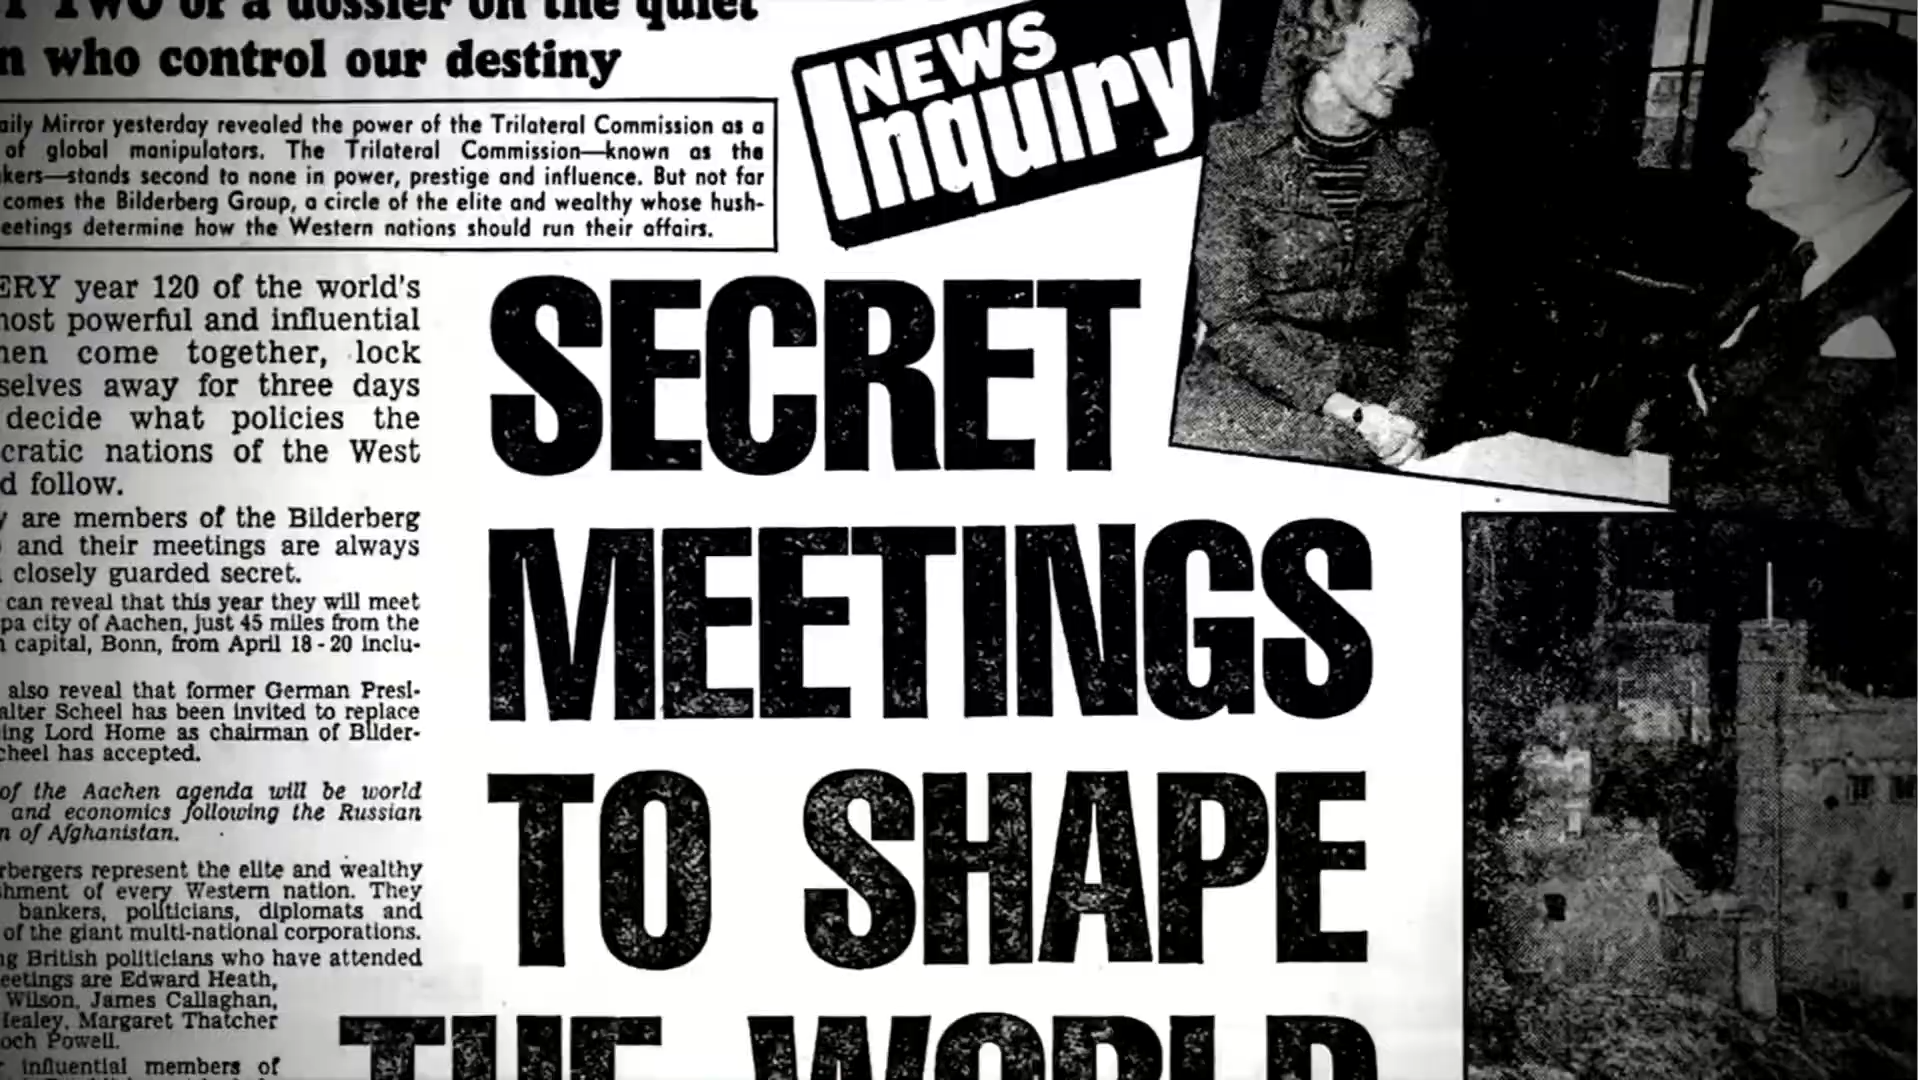 TWO of a dossier on the quiet
who control our destiny
NEWS
Inquiry
aily Mirror yesterday revealed the power of the Trilateral Commission as a
of global manipulators. The Trilateral Commission—known as the
kers—stands second to none in power, prestige and influence. But not far
comes the Bilderberg Group, a circle of the elite and wealthy whose hush-
eetings determine how the Western nations should run their affairs.
SECRET
MEETINGS
TO SHAPE
THE WORLD
ERY year 120 of the world's
most powerful and influential
men come together, lock
selves away for three days
decide what policies the
cratic nations of the West
d follow.
y are members of the Bilderberg
and their meetings are always
closely guarded secret.
can reveal that this year they will meet
pa city of Aachen, just 45 miles from the
capital, Bonn, from April 18-20 inclu-
also reveal that former German Presi-
alter Scheel has been invited to replace
ing Lord Home as chairman of Bilder-
cheel has accepted.
of the Aachen agenda will be world
and economics following the Russian
n of Afghanistan.
rbergers represent the elite and wealthy
hment of every Western nation. They
bankers, politicians, diplomats and
of the giant multi-national corporations.
ng British politicians who have attended
eetings are Edward Heath,
Wilson, James Callaghan,
Healey, Margaret Thatcher
och Powell.
influential members of